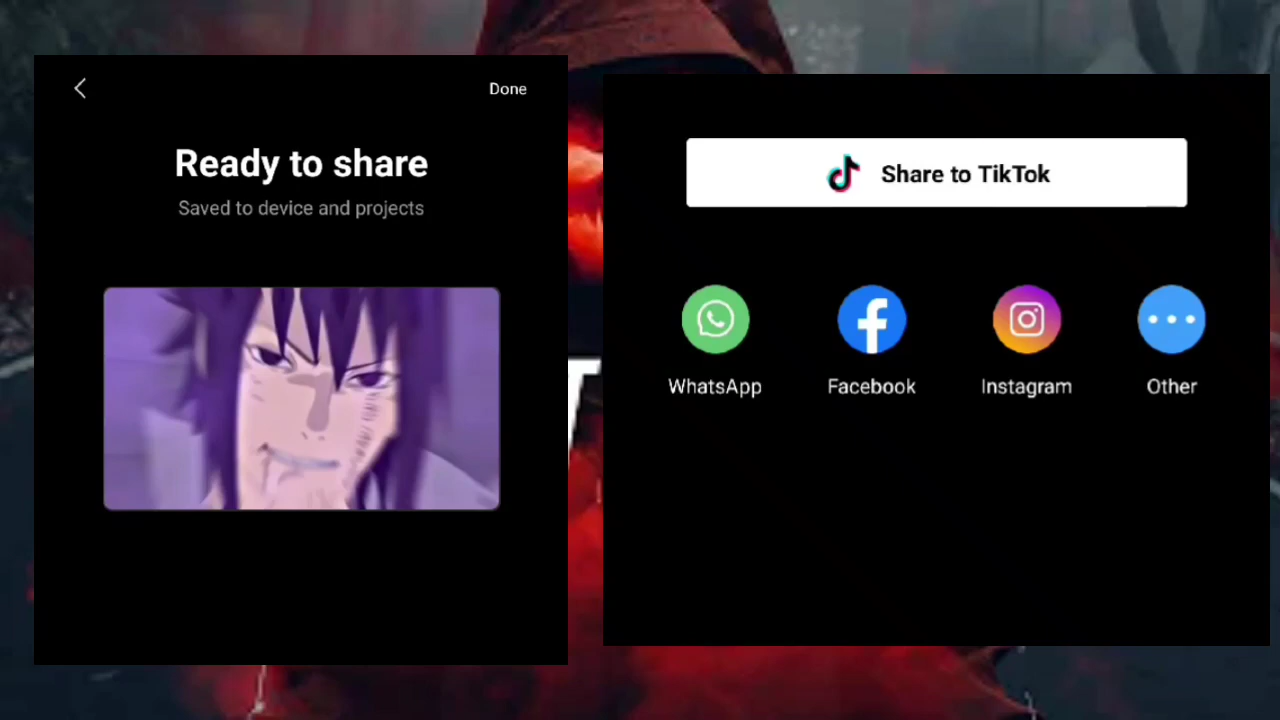 Done
Ready to share
Saved to device and projects
Share to TikTok
WhatsApp
Facebook
Instagram
Other